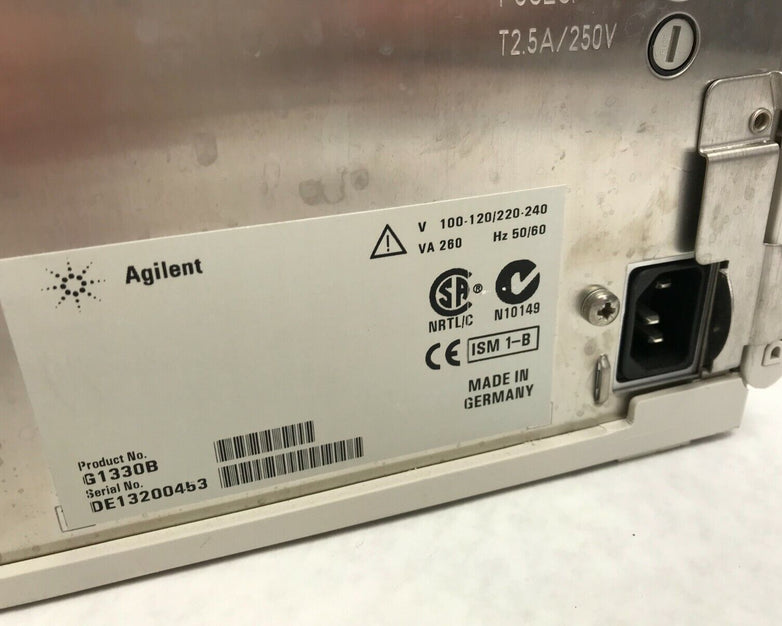 T2.5A/250V
Agilent
V 100-120/220-240
VA 260 Hz 50/60
SA ®
NRTL/C
N10149
CE ISM 1-B
MADE IN
GERMANY
Product No.
G1330B
Serial No.
DE13200453